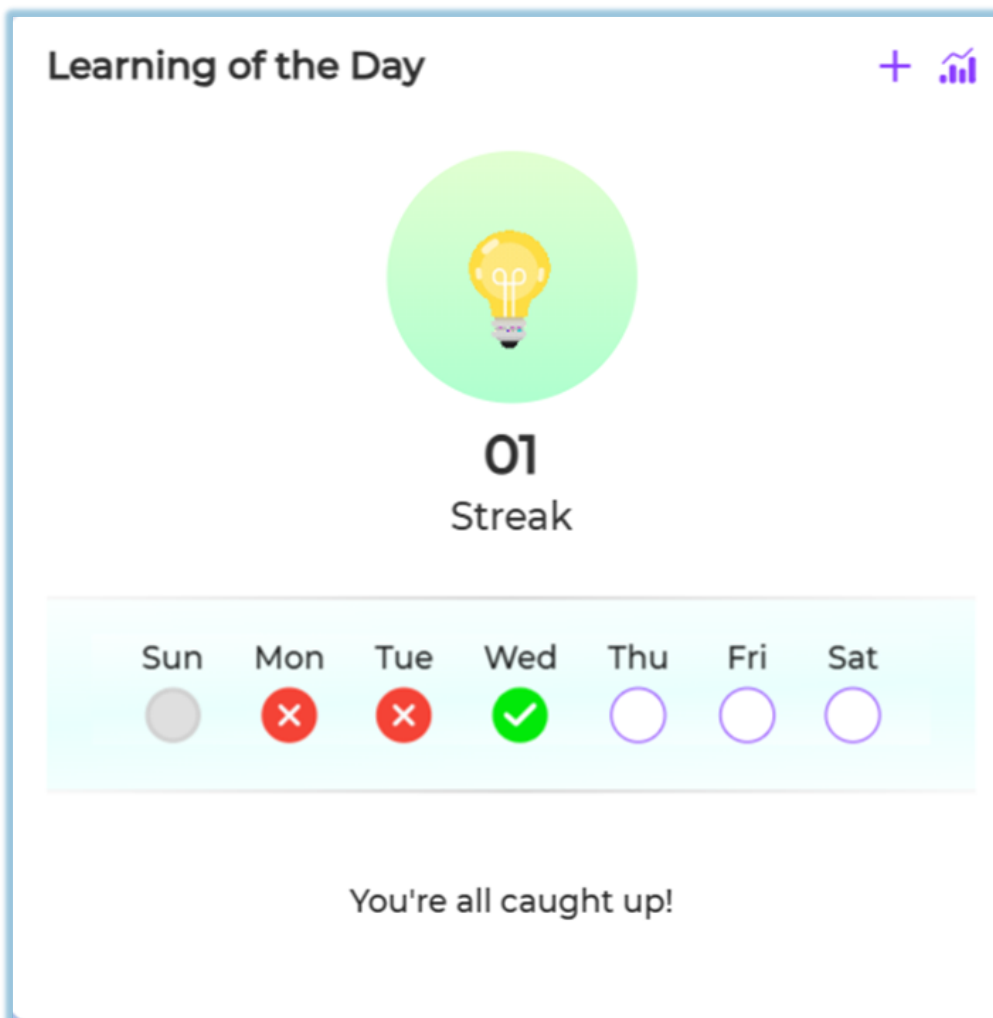 Learning of the Day
01
Streak
Sun Mon Tue Wed Thu Fri Sat
You're all caught up!